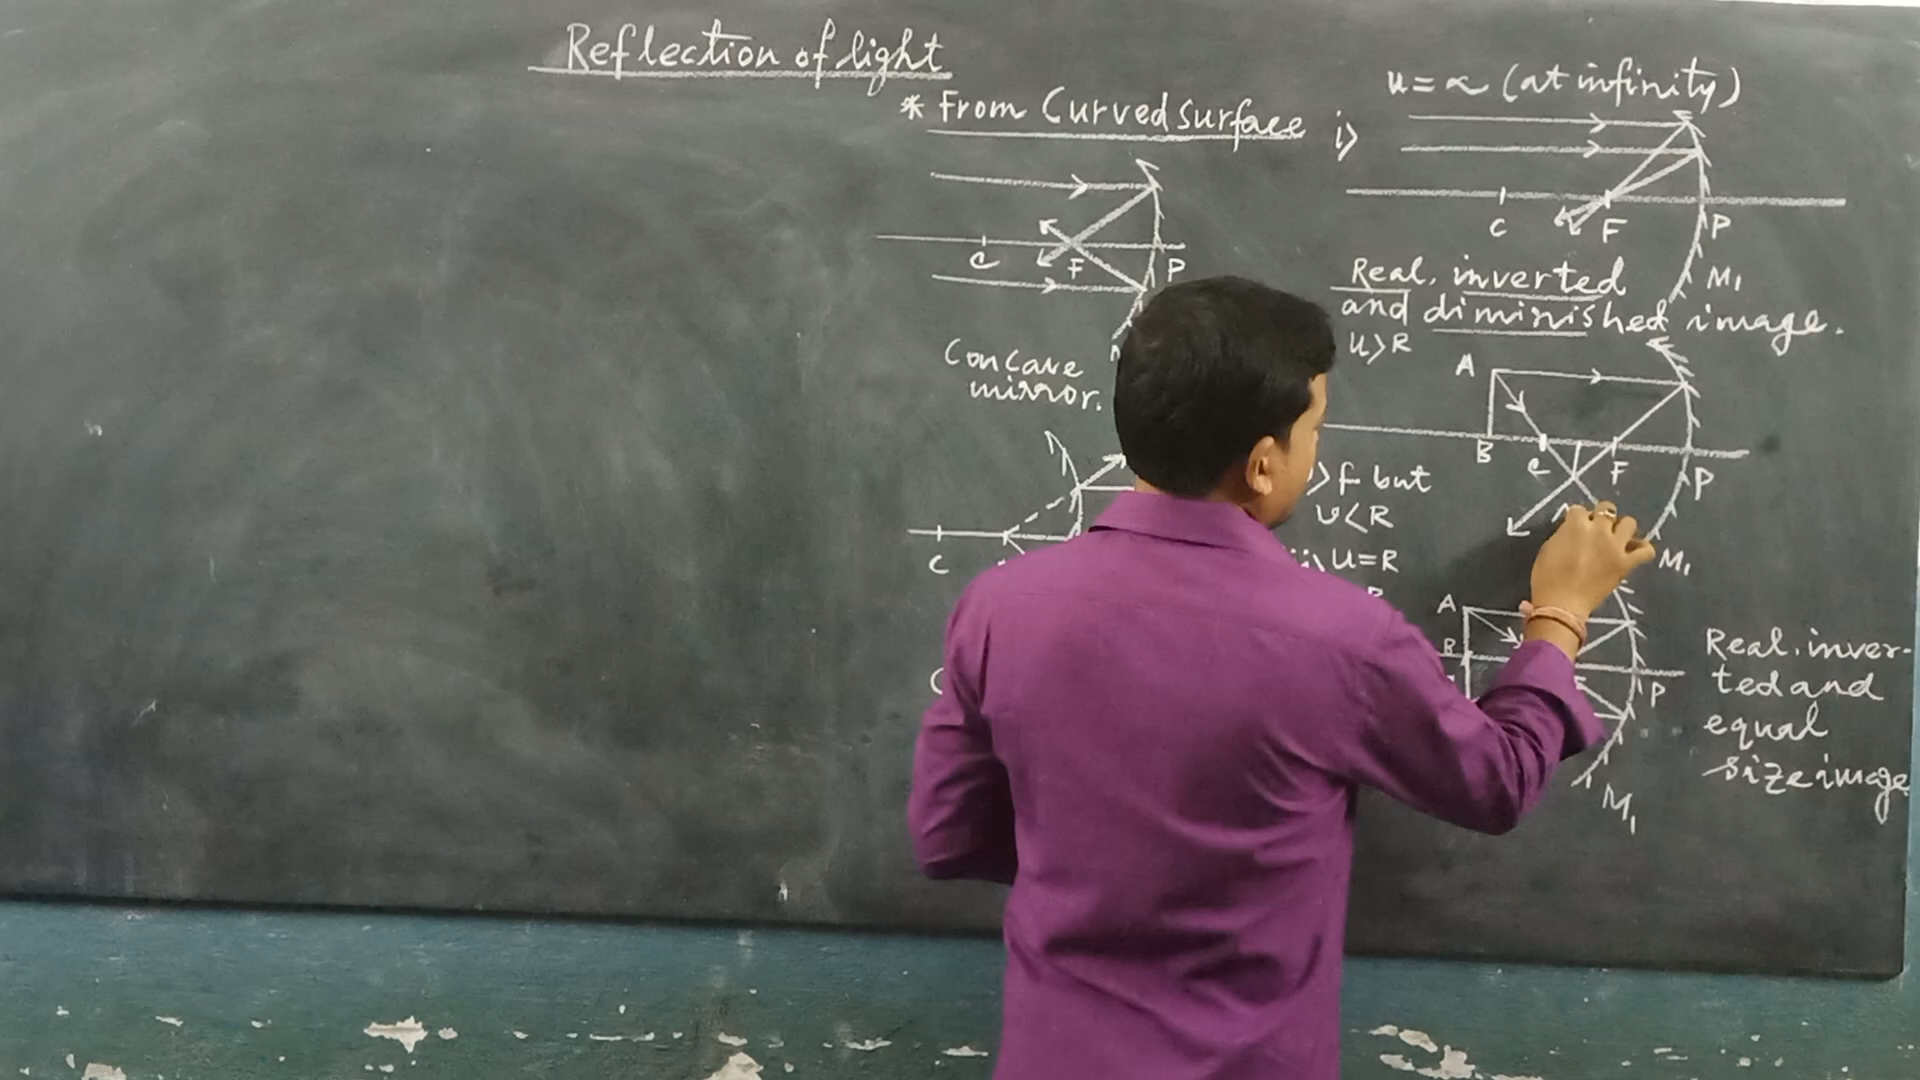 Reflection of light
* From Curved surface
C F P
Concave
mirror.
C
i) u = ∝ (at infinity)
C F P
M₁
Real, inverted
and diminished image.
u>R
A
B C F P
M₁
>f but
v<R
u=R
A
B
P
M₁
Real, inver-
ted and
equal
size image